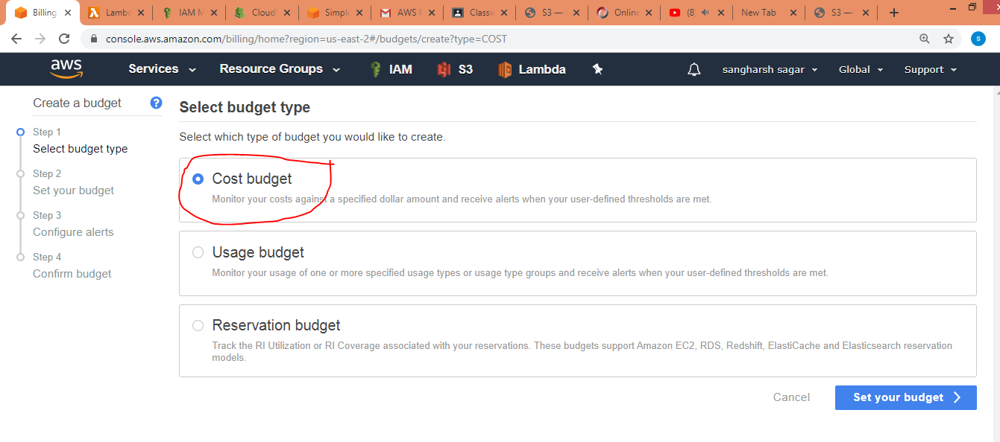 Billing
Lambc
IAM M
Cloud
Simple
AWS
Classw
S3 —
Online
(8)
New Tab
S3 —
console.aws.amazon.com/billing/home?region=us-east-2#/budgets/create?type=COST
s
aws
Services
Resource Groups
IAM
S3
Lambda
sangharsh sagar
Global
Support
Create a budget
?
Step 1
Select budget type
Step 2
Set your budget
Step 3
Configure alerts
Step 4
Confirm budget
Select budget type
Select which type of budget you would like to create.
Cost budget
Monitor your costs against a specified dollar amount and receive alerts when your user-defined thresholds are met.
Usage budget
Monitor your usage of one or more specified usage types or usage type groups and receive alerts when your user-defined thresholds are met.
Reservation budget
Track the RI Utilization or RI Coverage associated with your reservations. These budgets support Amazon EC2, RDS, Redshift, ElastiCache and Elasticsearch reservation
models.
Cancel
Set your budget